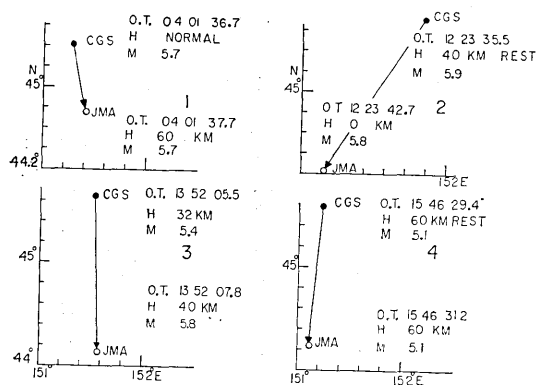 O.T. 04 01 36.7
CGS
H NORMAL
M 5.7
N
45°
JMA
1
O.T. 04 01 37.7
H 60 KM
M 5.7
44.2°
CGS
O.T. 12 23 35.5
H 40 KM REST
M 5.9
2
O.T 12 23 42.7
H 0 KM
M 5.8
JMA
152E
CGS
O.T. 13 52 05.5
H 32 KM
M 5.4
3
45°
O.T. 13 52 07.8
H 40 KM
M 5.8
44°
JMA
151°
152°E
CGS
O.T. 15 46 29.4
H 60 KM REST
M 5.1
4
45°
O.T. 15 46 31.2
H 60 KM
M 5.1
JMA
151°
152°E